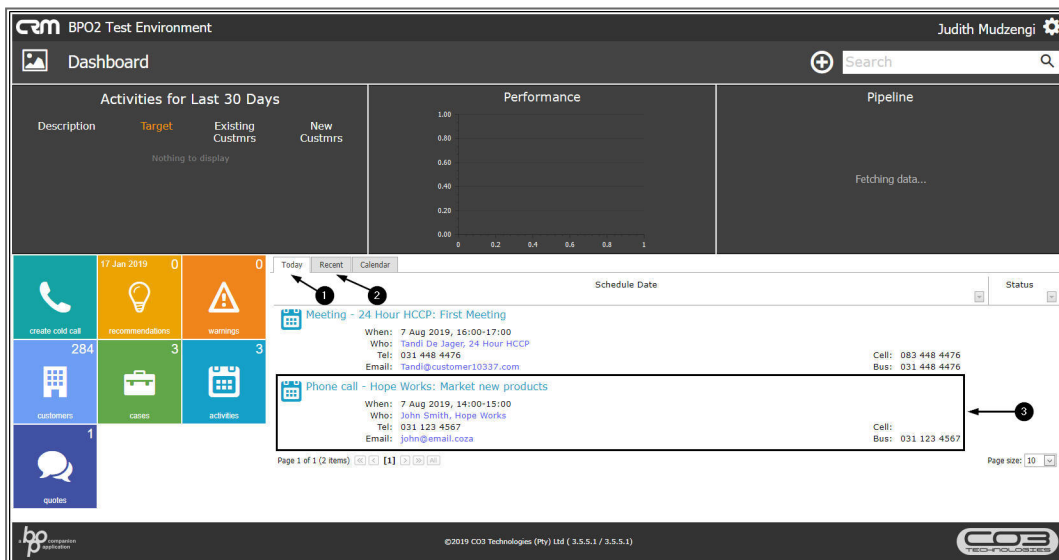 CRM BPO2 Test Environment
Judith Mudzengi
Dashboard
Search
Activities for Last 30 Days
Description Target Existing Custmrs New Custmrs
Nothing to display
Performance
1.00
0.80
0.60
0.40
0.20
0.00
0 0.2 0.4 0.6 0.8 1
Pipeline
Fetching data...
create cold call
17 Jan 2019 0
recommendations
0
warnings
284
customers
3
cases
3
activities
1
quotes
Today Recent Calendar
1 2
Schedule Date Status
Meeting - 24 Hour HCCP: First Meeting
When: 7 Aug 2019, 16:00-17:00
Who: Tandi De Jager, 24 Hour HCCP
Tel: 031 448 4476 Cell: 083 448 4476
Email: Tandi@customer10337.com Bus: 031 448 4476
Phone call - Hope Works: Market new products
When: 7 Aug 2019, 14:00-15:00
Who: John Smith, Hope Works
Tel: 031 123 4567 Cell:
Email: john@email.coza Bus: 031 123 4567
3
Page 1 of 1 (2 items) [1] All Page size: 10
a bpo companion application
©2019 CO3 Technologies (Pty) Ltd ( 3.5.5.1 / 3.5.5.1)
CO3 TECHNOLOGIES